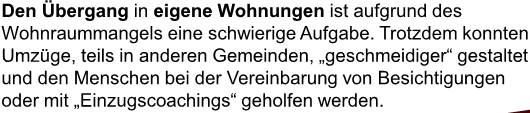 Den Übergang in eigene Wohnungen ist aufgrund des
Wohnraummangels eine schwierige Aufgabe. Trotzdem konnten
Umzüge, teils in anderen Gemeinden, „geschmeidiger“ gestaltet
und den Menschen bei der Vereinbarung von Besichtigungen
oder mit „Einzugscoachings“ geholfen werden.